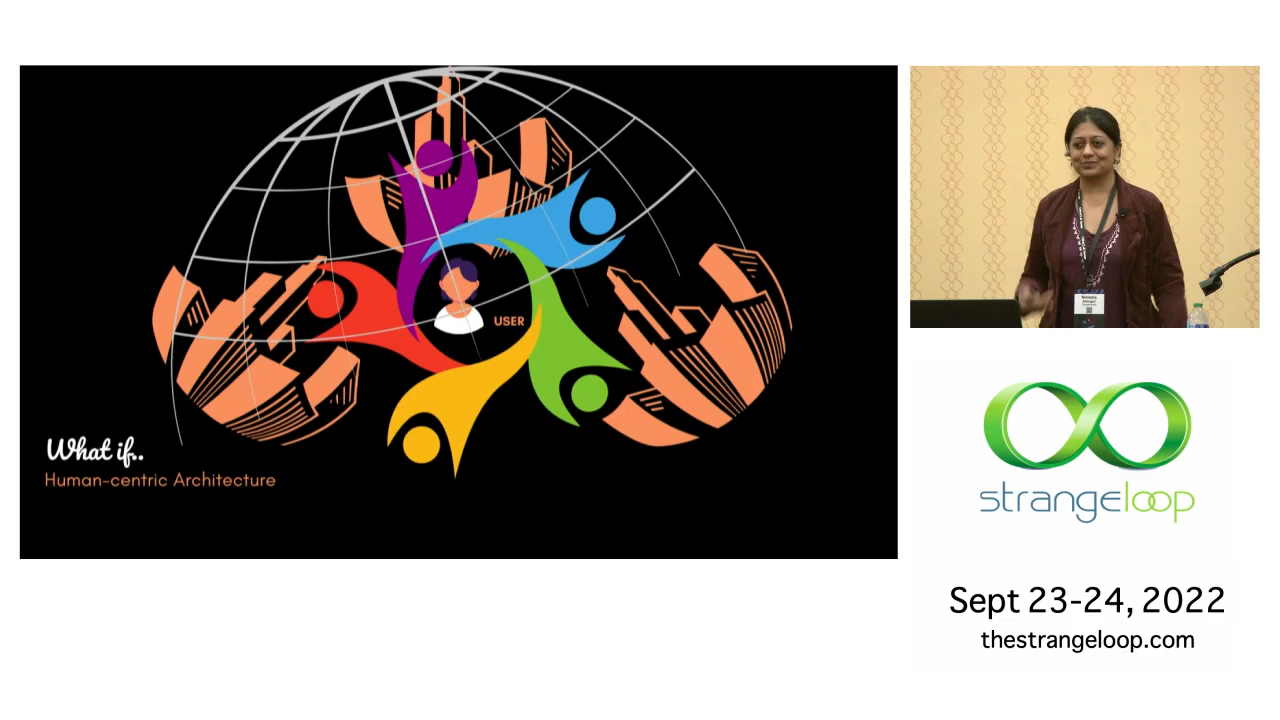 USER
What if..
Human-centric Architecture
strangeloop
Sept 23-24, 2022
thestrangeloop.com